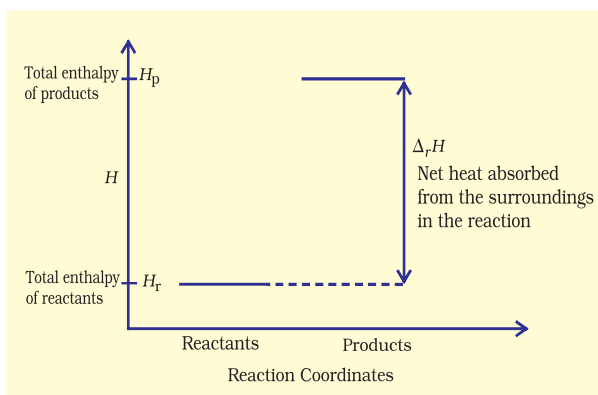 Total enthalpy
of products
Hp
H
ΔrH
Net heat absorbed
from the surroundings
in the reaction
Total enthalpy
of reactants
Hr
Reactants
Products
Reaction Coordinates